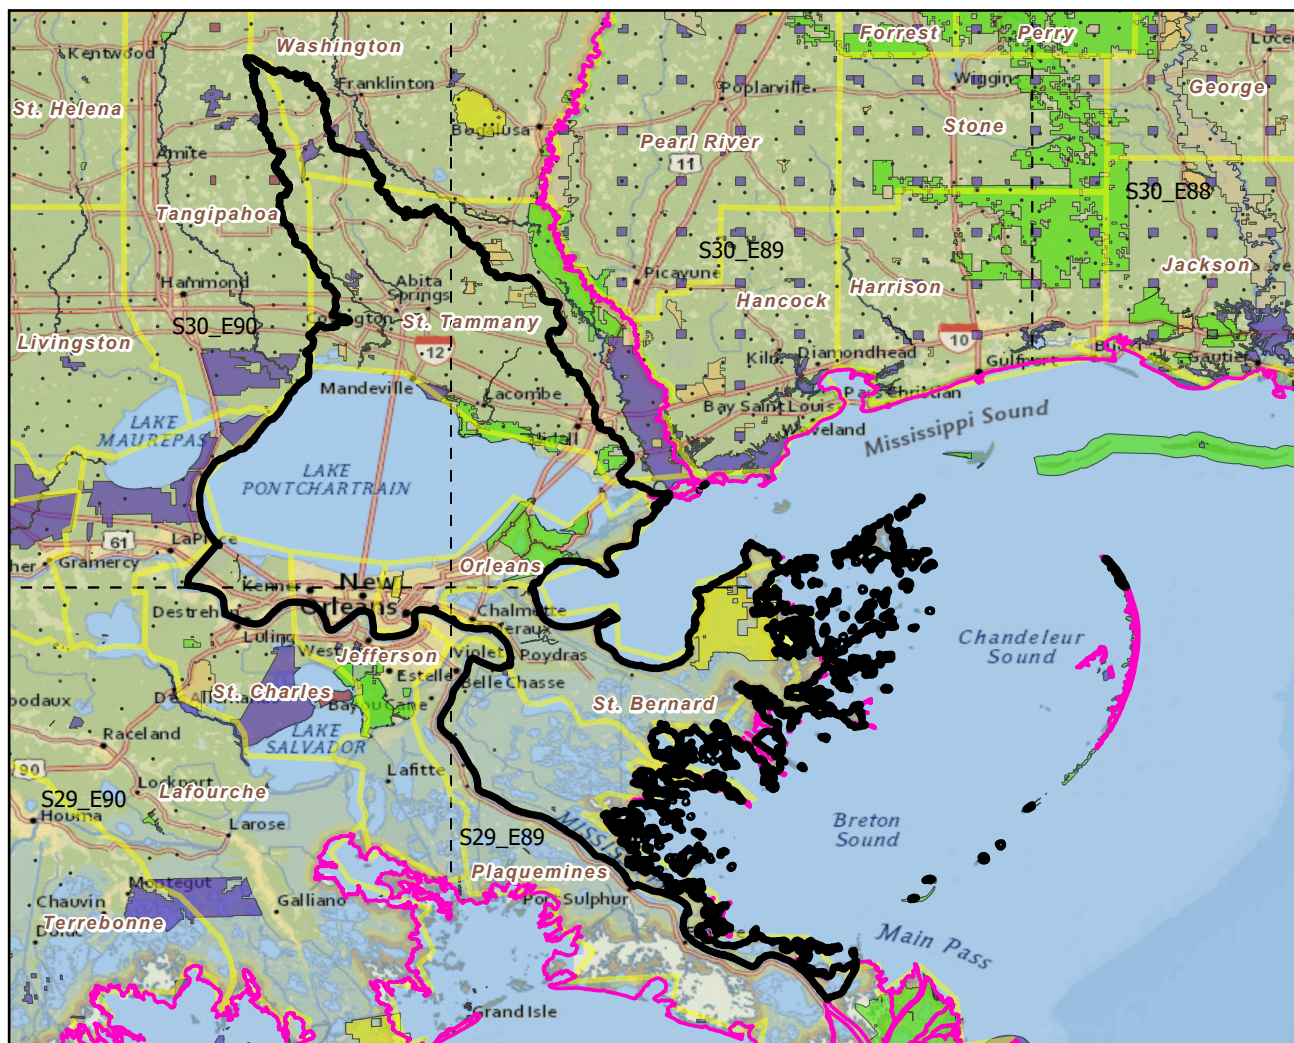 Washington
Forrest
Perry
Kentwood
Franklinton
Wiggin
George
St. Helena
Poplarville
Bogalusa
Stone
Pearl River
11
Amite
S30_E88
Tangipahoa
S30_E89
Picayune
Jackson
Hammond
Abita
Springs
Harrison
Hancock
S30_E90
St. Tammany
Livingston
12
10
Kiln
Diamondhead
Gulfport
Gautier
Mandeville
Lacombe
Pass Christian
Bay Saint Louis
Waveland
LAKE
MAUREPAS
Mississippi Sound
Slidell
LAKE
PONTCHARTRAIN
61
LaPlace
Gramercy
Orleans
Kenner
New
Orleans
Destrehan
Chalmette
Luling
Violet
Poydras
Chandeleur
Sound
Jefferson
Estelle
Belle Chasse
St. Charles
St. Bernard
Raceland
LAKE
SALVADOR
90
Lafitte
Lockport
Lafourche
S29_E90
Houma
Larose
S29_E89
Breton
Sound
Plaquemines
Montegut
Chauvin
Galliano
Port Sulphur
Terrebonne
Main Pass
Grand Isle